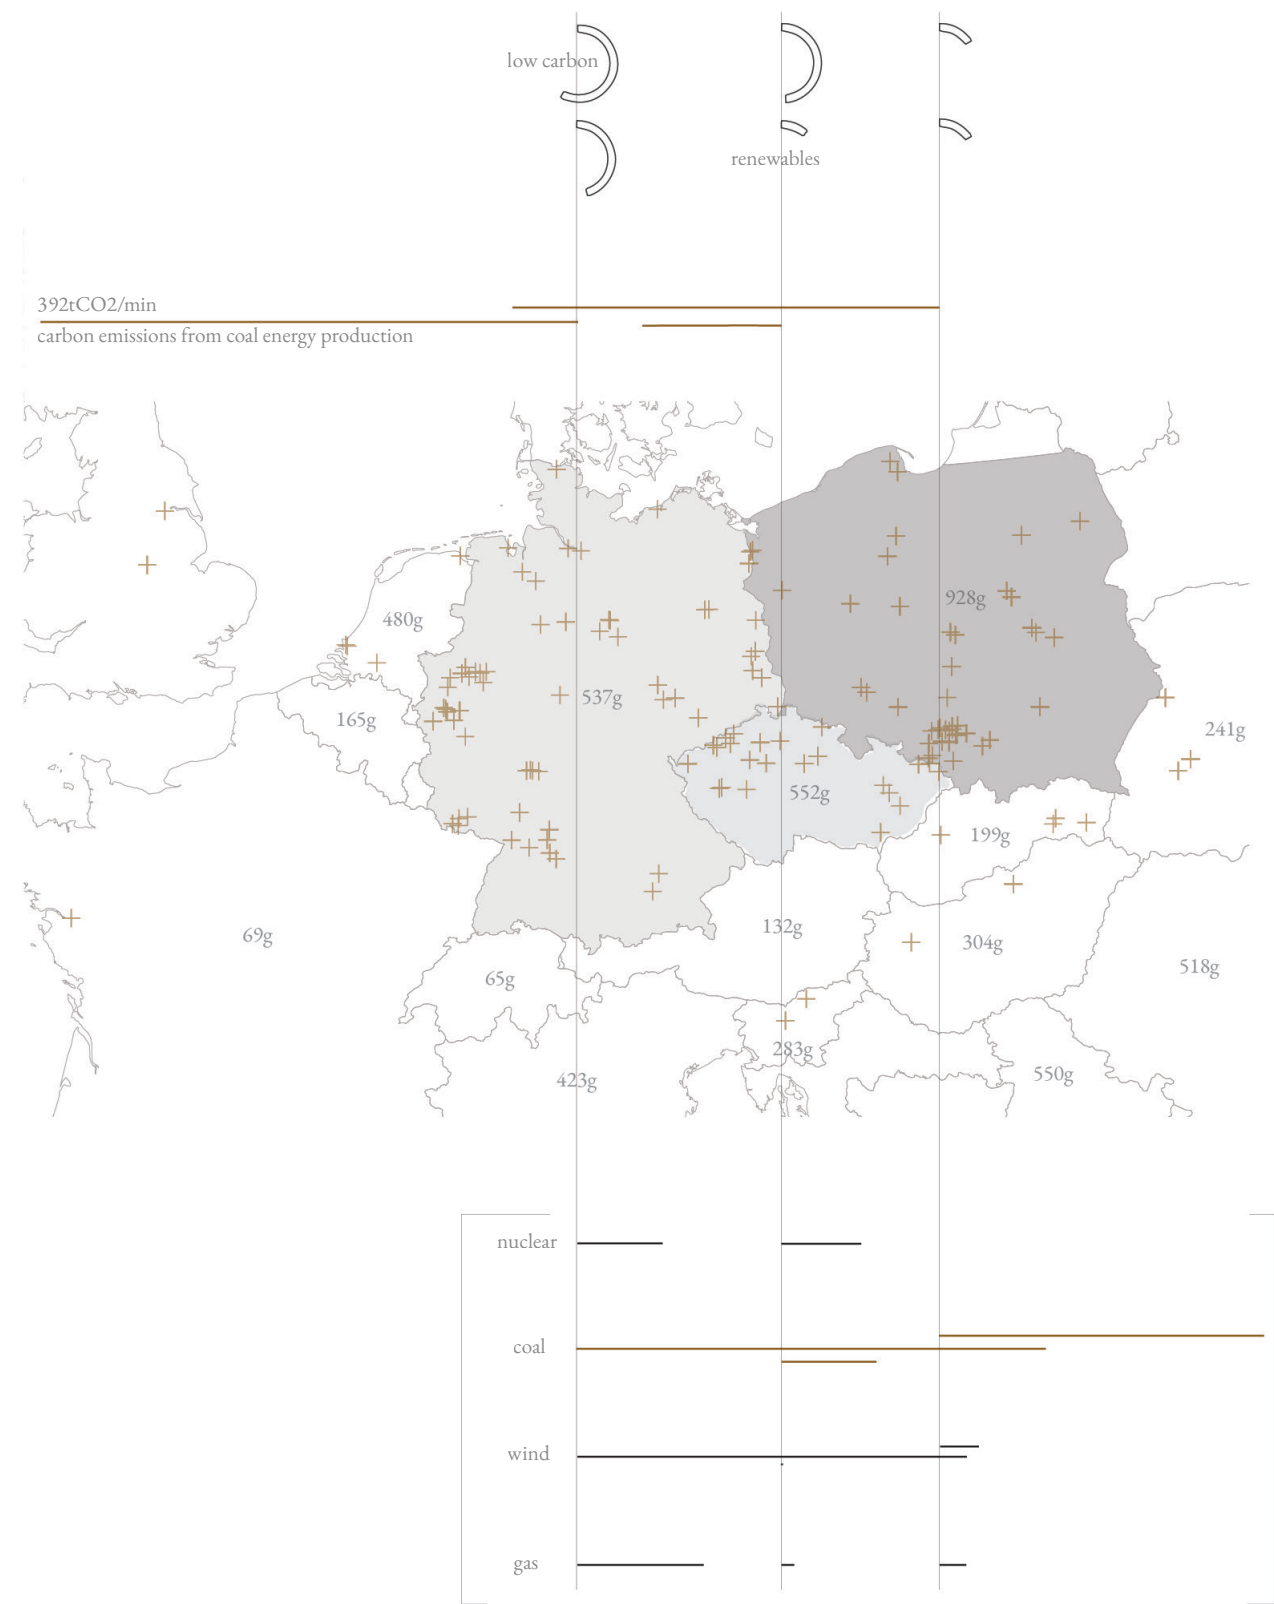 low carbon
renewables
392tCO2/min
carbon emissions from coal energy production
928g
480g
537g
165g
241g
552g
199g
132g
69g
304g
518g
65g
283g
423g
550g
nuclear
coal
wind
gas